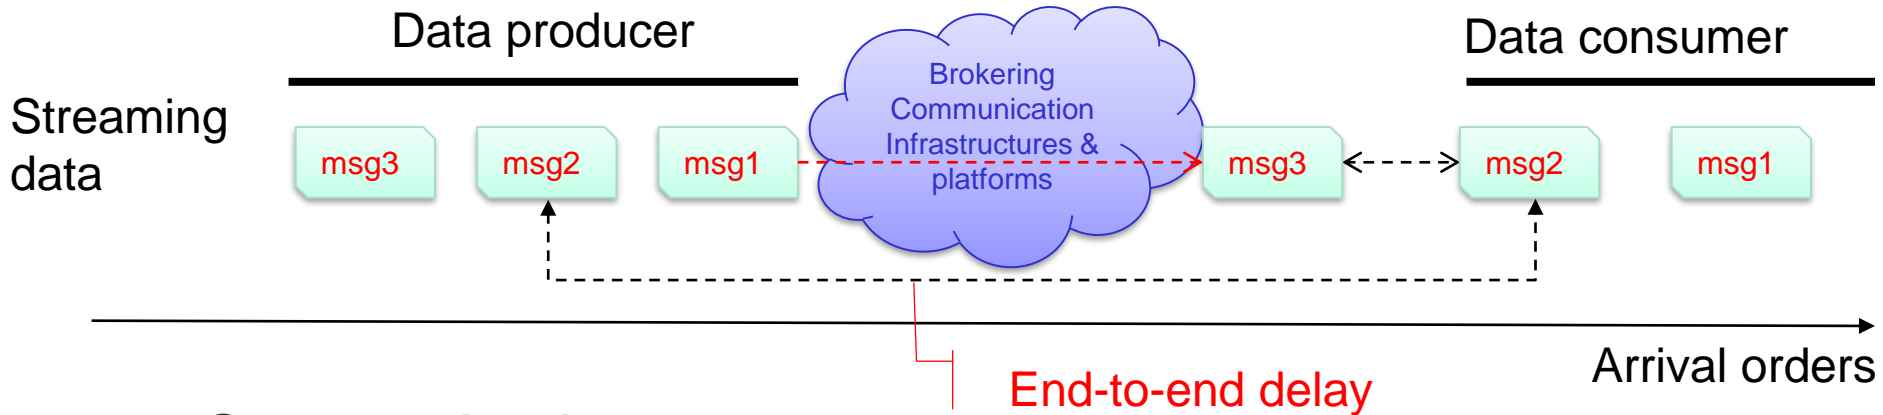 Data producer
Data consumer
Streaming
data
Brokering
Communication
Infrastructures &
platforms
msg3
msg2
msg1
msg3
msg2
msg1
Arrival orders
End-to-end delay